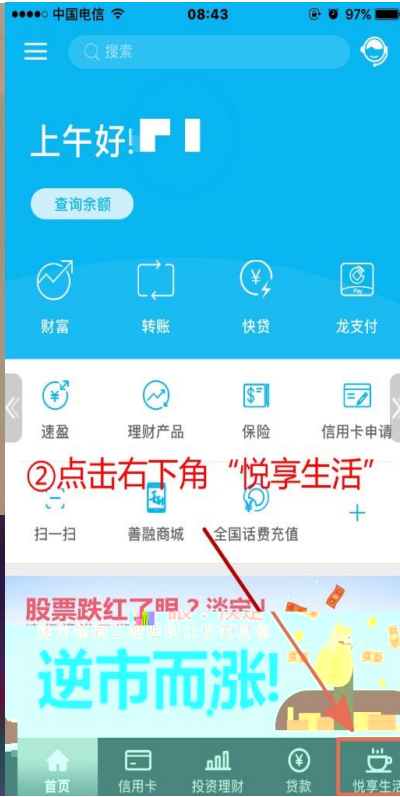 中国电信 08:43 97%
搜索
上午好!
查询余额
财富 转账 快贷 龙支付
Pay
速盈 理财产品 保险 信用卡申请
②点击右下角“悦享生活”
扫一扫 善融商城 全国话费充值
股票跌红了眼?淡定!
逆市而涨!
首页 信用卡 投资理财 贷款 悦享生活